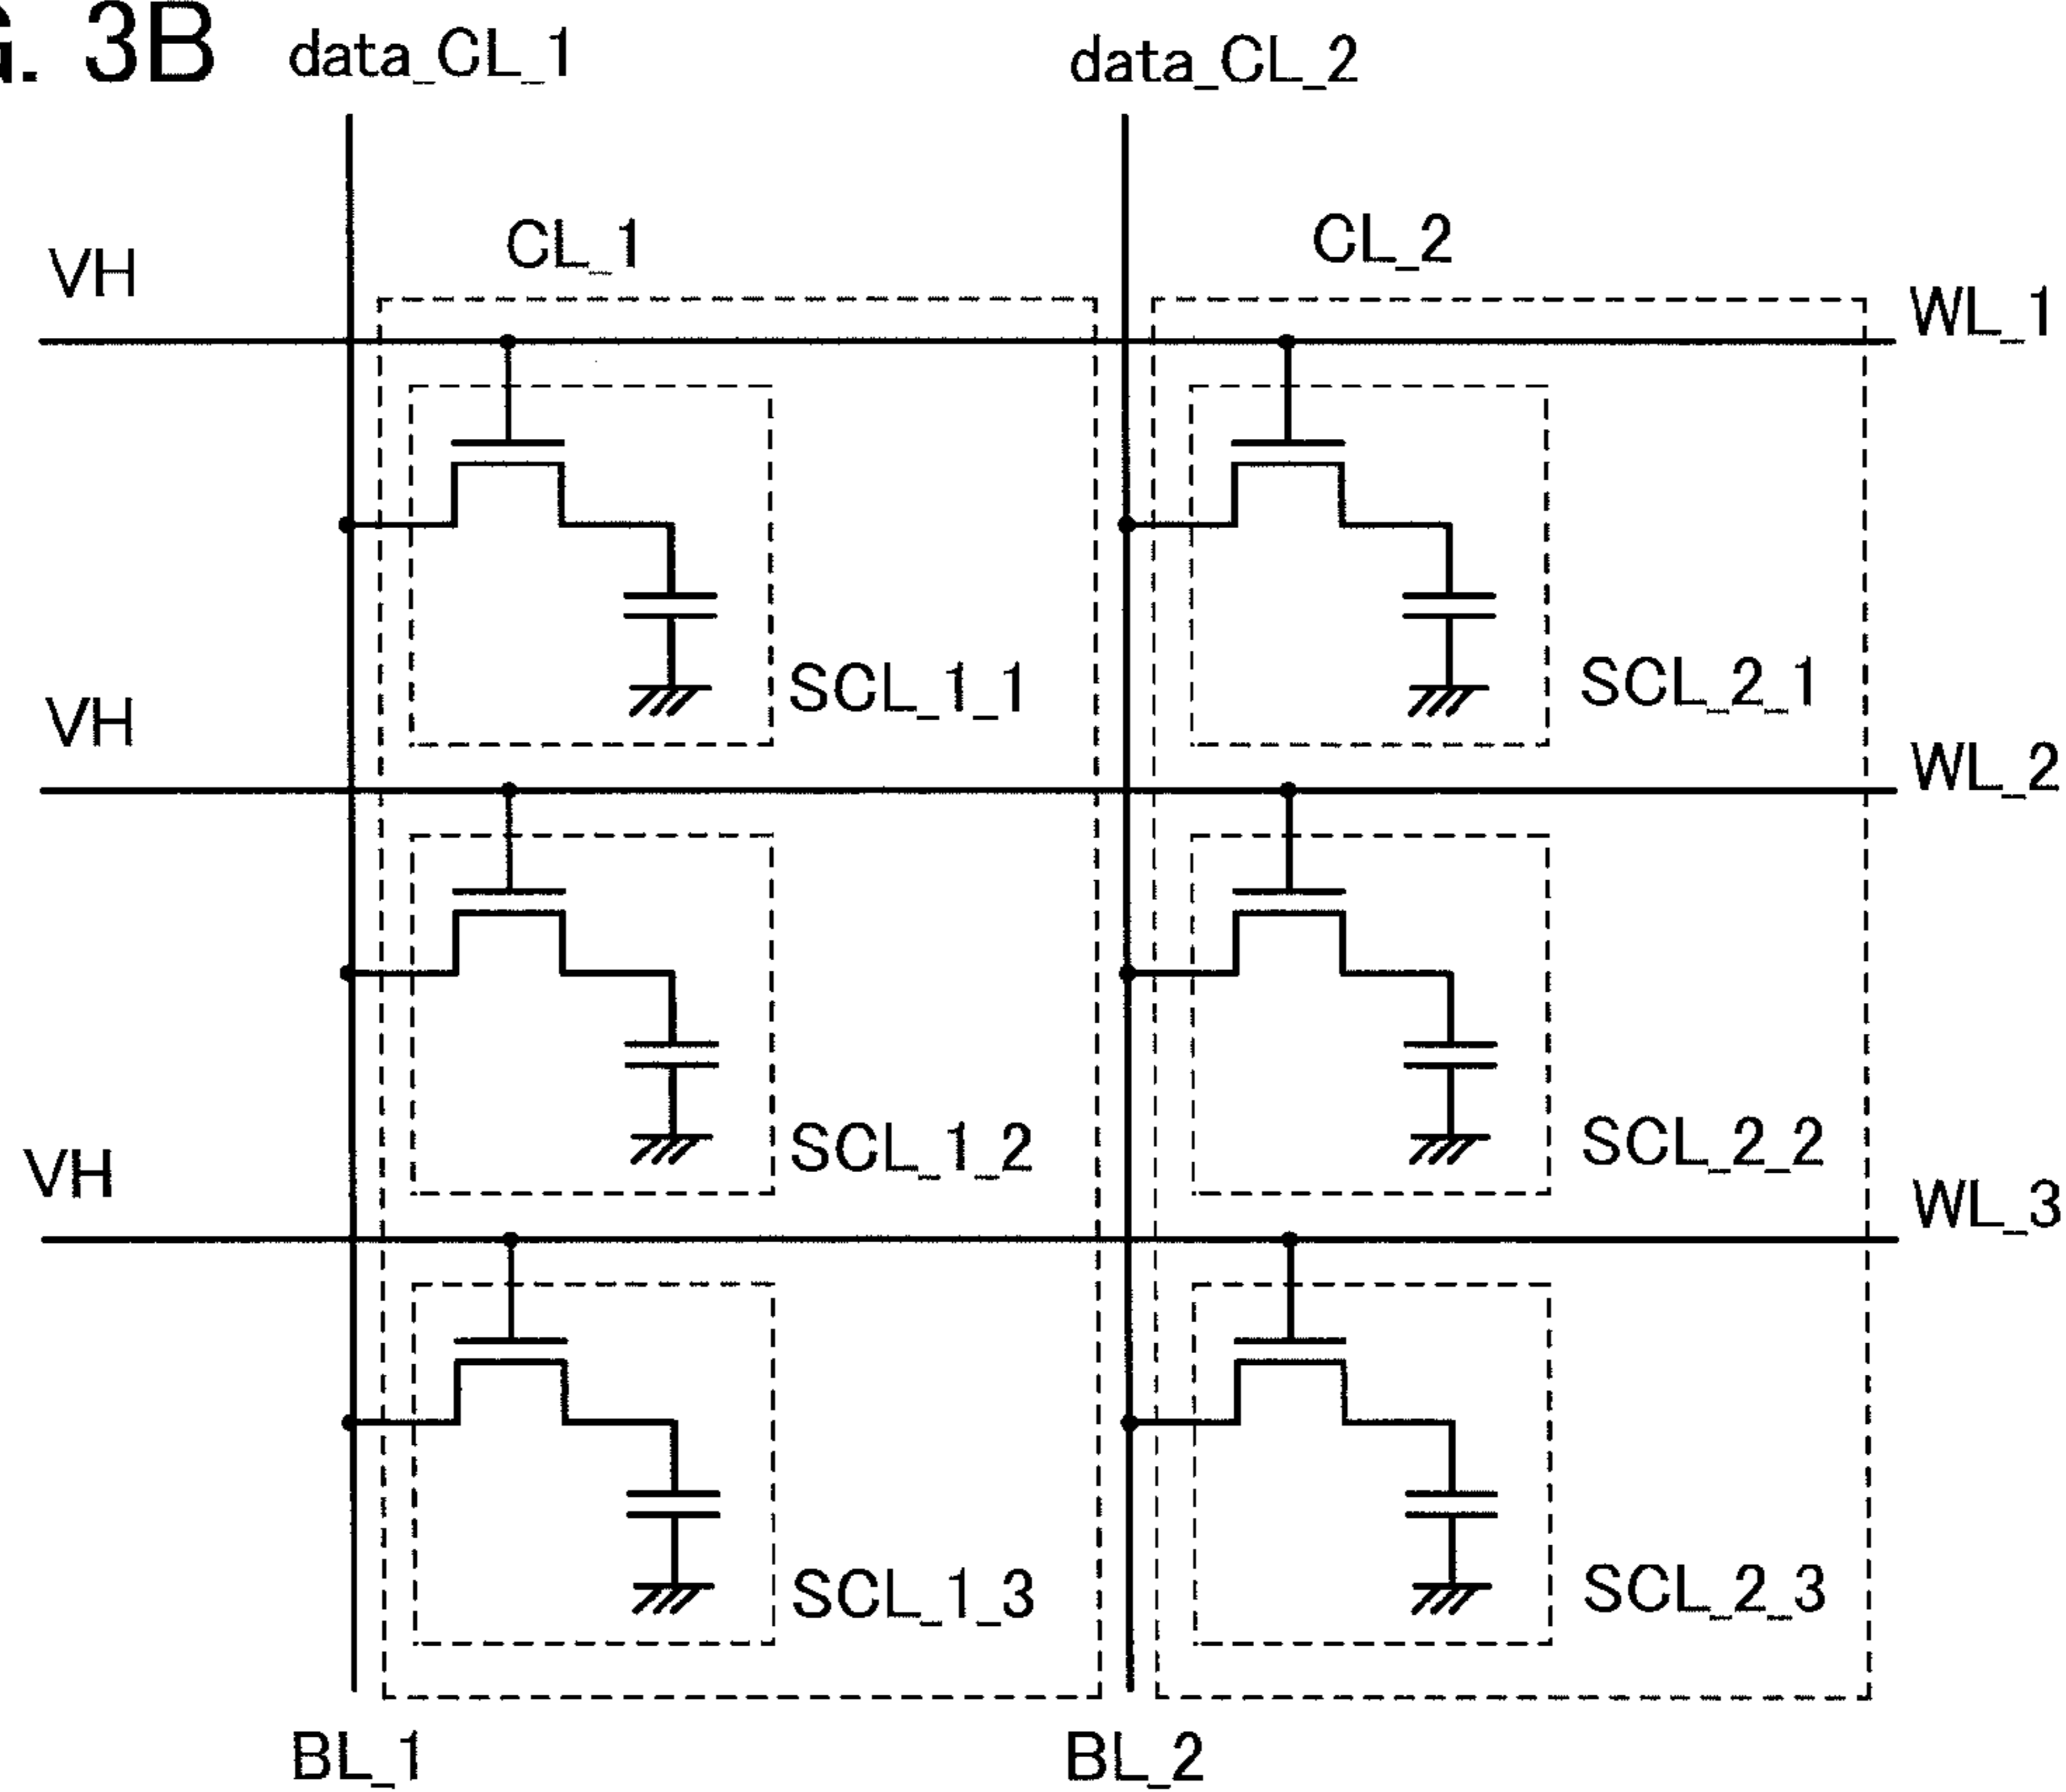 G. 3B
data_CL_1
data_CL_2
CL_1
CL_2
VH
WL_1
SCL_1_1
SCL_2_1
VH
WL_2
SCL_1_2
SCL_2_2
VH
WL_3
SCL_1_3
SCL_2_3
BL_1
BL_2